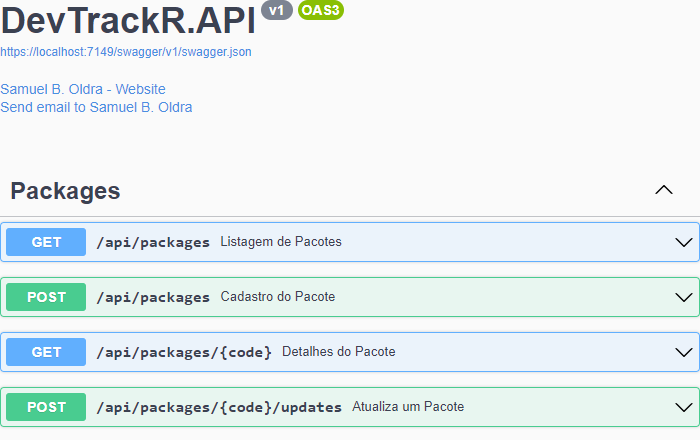 DevTrackR.API v1 OAS3
https://localhost:7149/swagger/v1/swagger.json
Samuel B. Oldra - Website
Send email to Samuel B. Oldra
Packages
GET /api/packages Listagem de Pacotes
POST /api/packages Cadastro do Pacote
GET /api/packages/{code} Detalhes do Pacote
POST /api/packages/{code}/updates Atualiza um Pacote